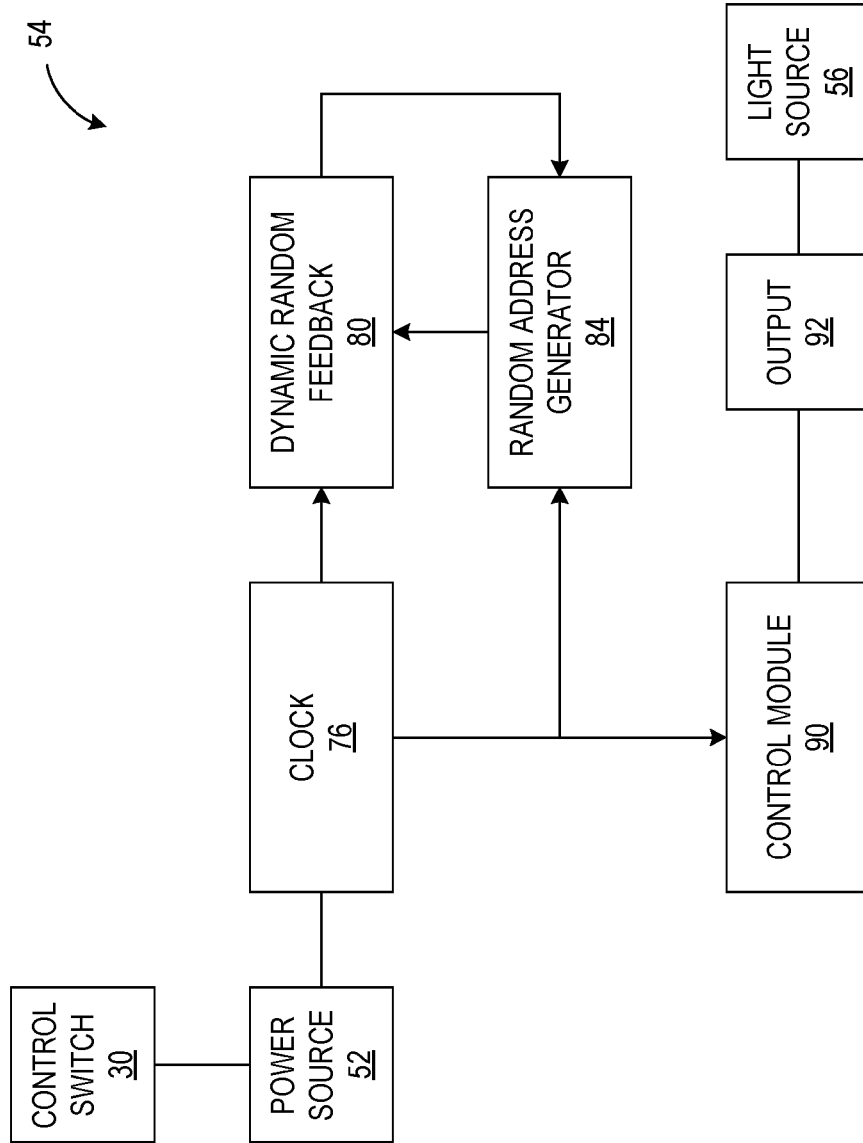 54
CONTROL
SWITCH
30
POWER
SOURCE
52
CLOCK
76
DYNAMIC RANDOM
FEEDBACK
80
RANDOM ADDRESS
GENERATOR
84
CONTROL MODULE
90
OUTPUT
92
LIGHT
SOURCE
56